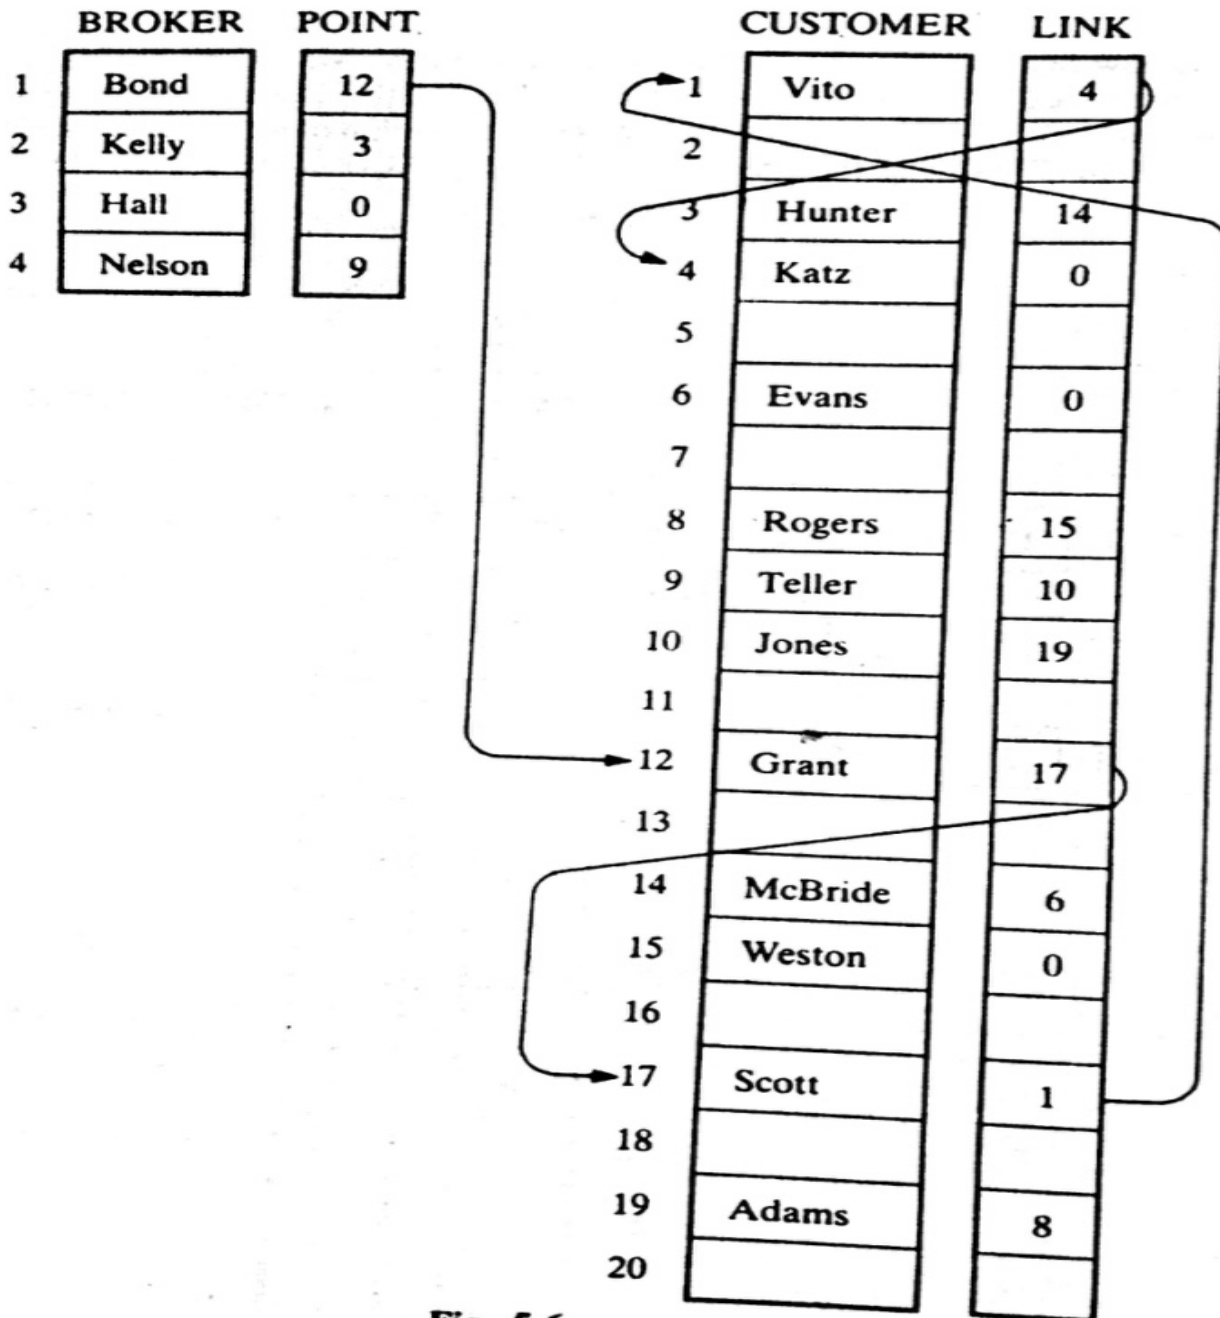 BROKER POINT CUSTOMER LINK
1 Bond 12 1 Vito 4
2 Kelly 3 2
3 Hall 0 3 Hunter 14
4 Nelson 9 4 Katz 0
5
6 Evans 0
7
8 Rogers 15
9 Teller 10
10 Jones 19
11
12 Grant 17
13
14 McBride 6
15 Weston 0
16
17 Scott 1
18
19 Adams 8
20